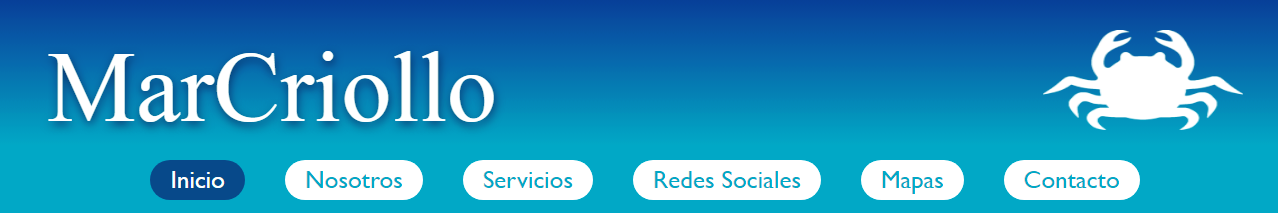 MarCriollo
Inicio Nosotros Servicios Redes Sociales Mapas Contacto